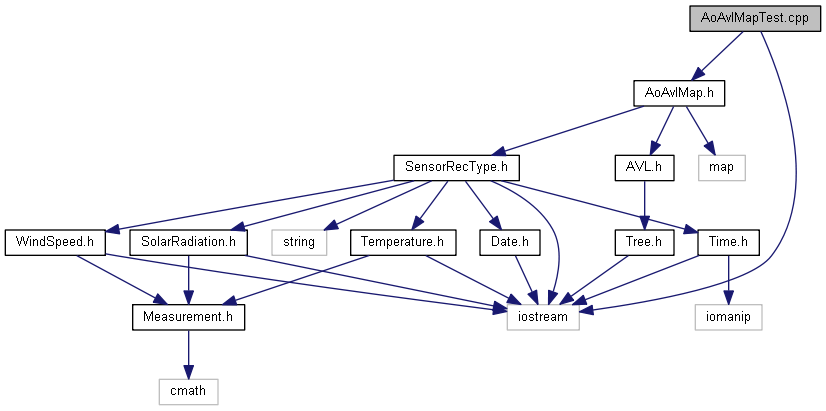 AoAvlMapTest.cpp
AoAvlMap.h
SensorRecType.h
AVL.h
map
WindSpeed.h
SolarRadiation.h
string
Temperature.h
Date.h
Tree.h
Time.h
Measurement.h
iostream
iomanip
cmath